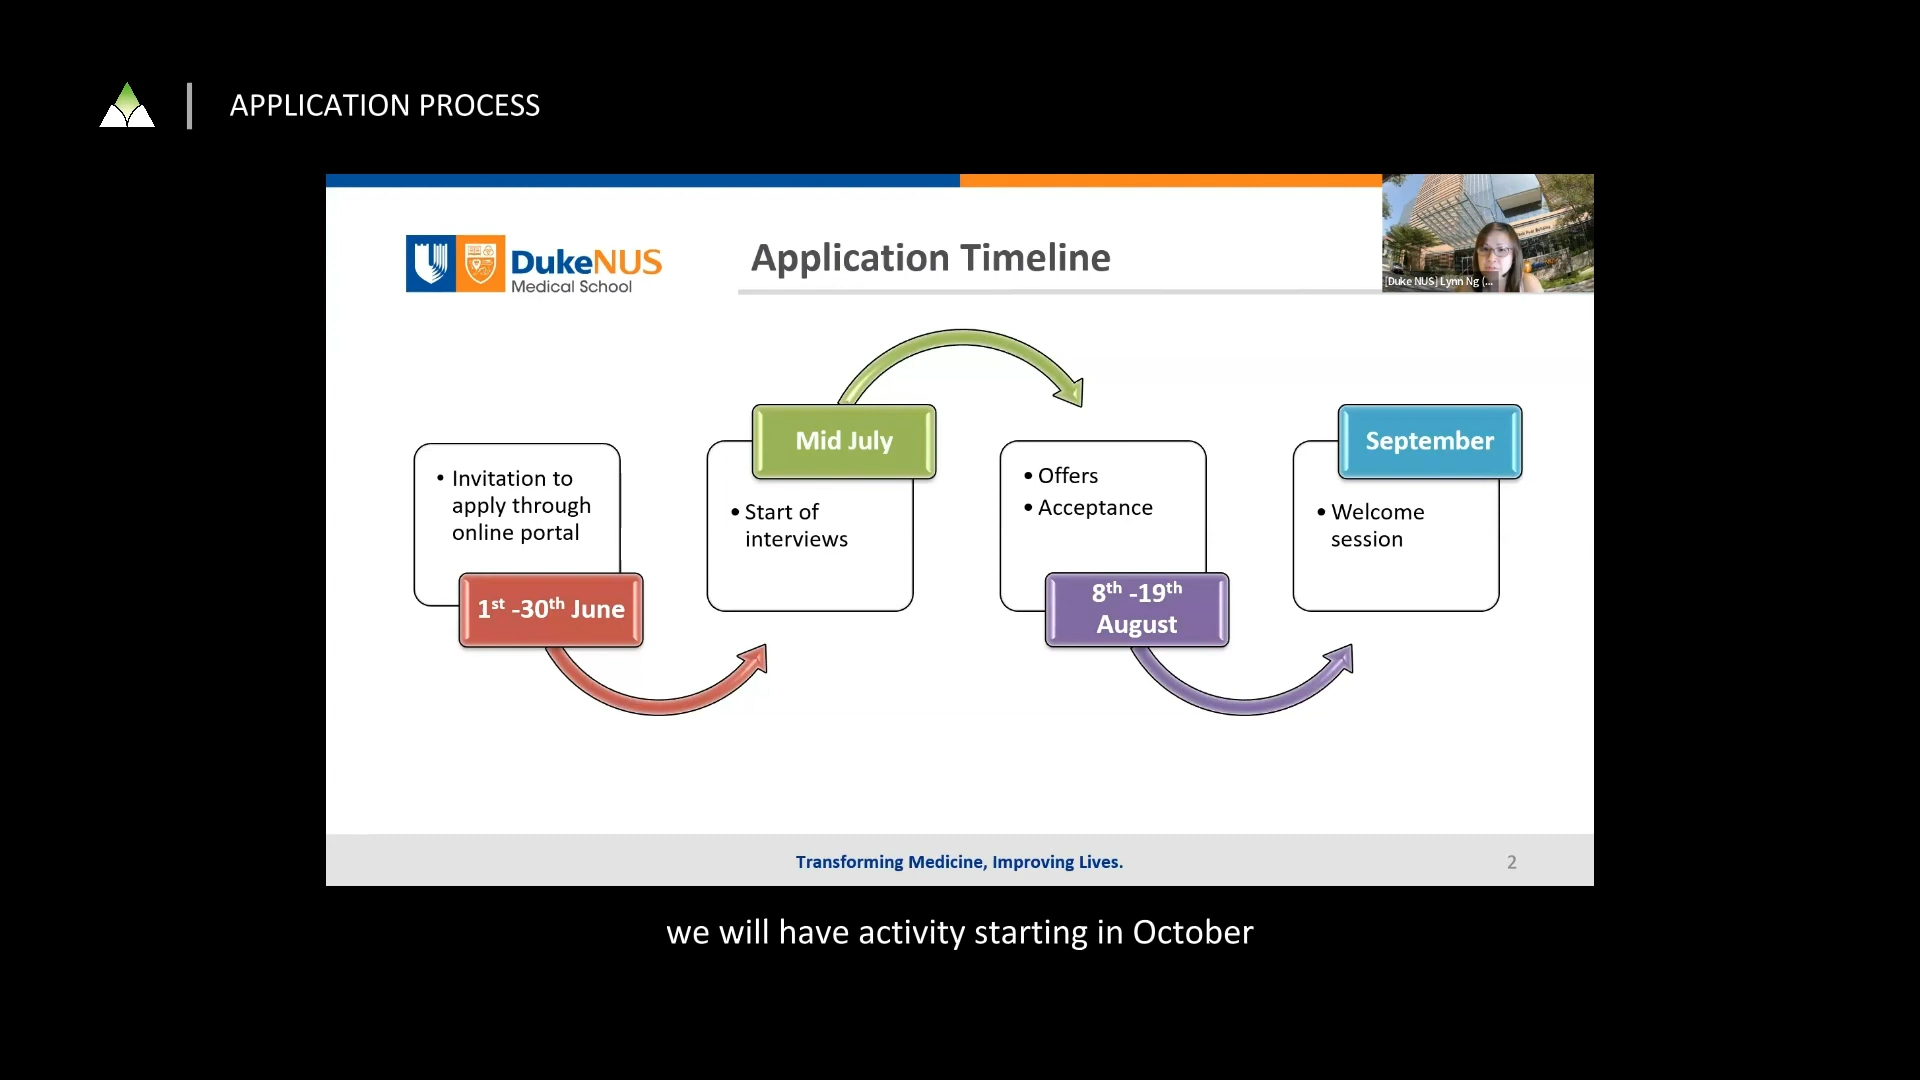 APPLICATION PROCESS
DukeNUS
Medical School
Application Timeline
[Duke NUS] Lynn Ng (...
• Invitation to
apply through
online portal
1st -30th June
Mid July
• Start of
interviews
• Offers
• Acceptance
8th -19th
August
September
• Welcome
session
Transforming Medicine, Improving Lives.
2
we will have activity starting in October